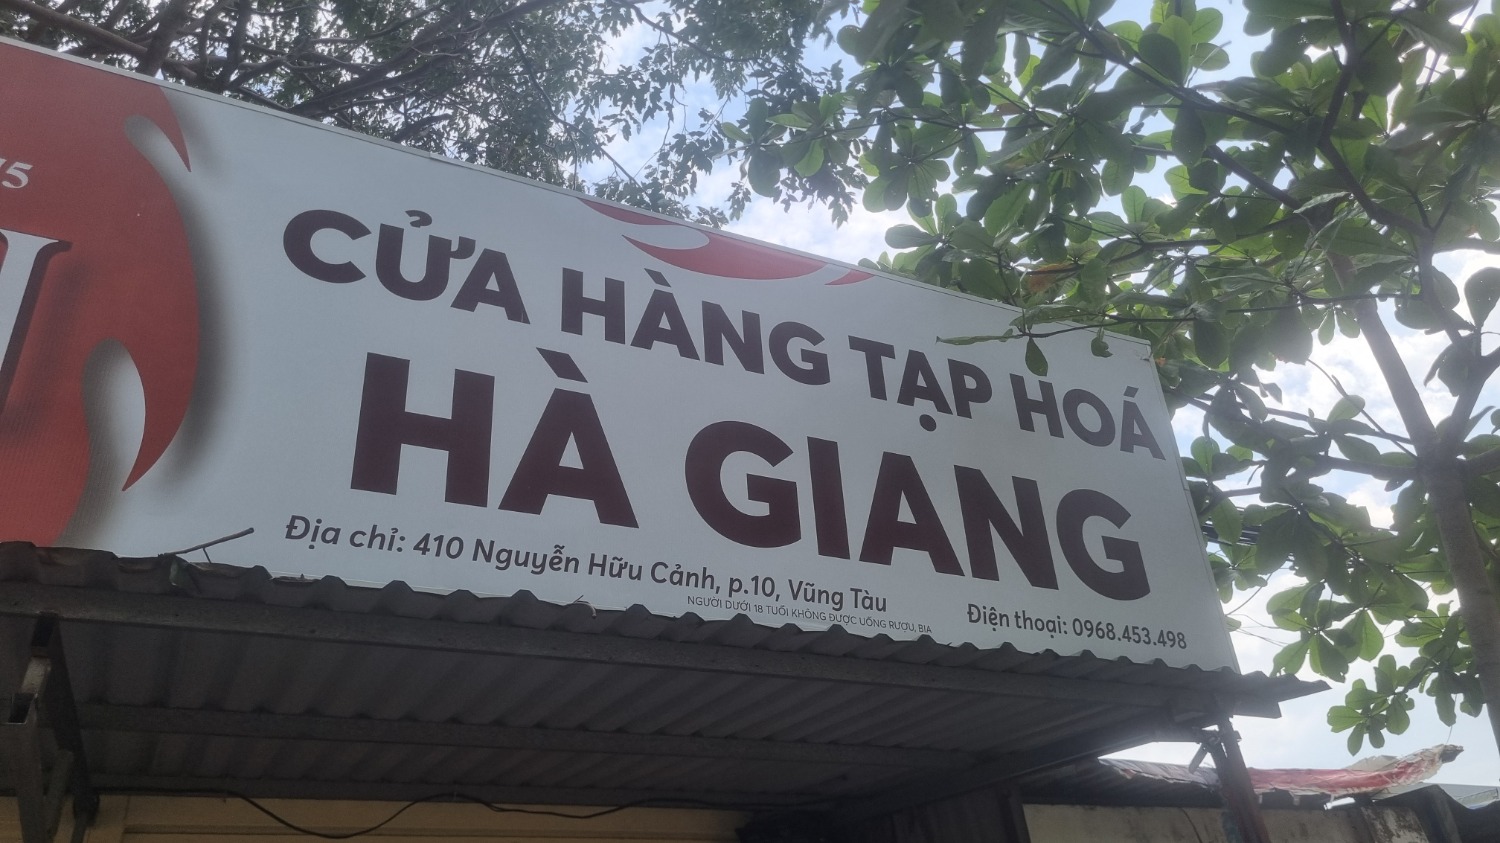 CỬA HÀNG TẠP HOÁ
HÀ GIANG
Địa chỉ: 410 Nguyễn Hữu Cảnh, p.10, Vũng Tàu
NGƯỜI DƯỚI 18 TUỔI KHÔNG ĐƯỢC UỐNG RƯỢU, BIA
Điện thoại: 0968.453.498